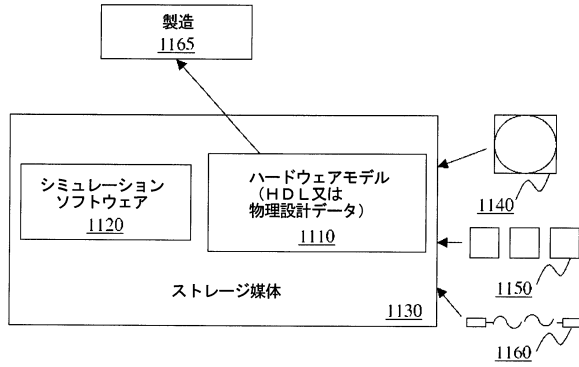 製造
1165
シミュレーション
ソフトウェア
1120
ハードウェアモデル
(HDL又は
物理設計データ)
1110
ストレージ媒体
1130
1140
1150
1160